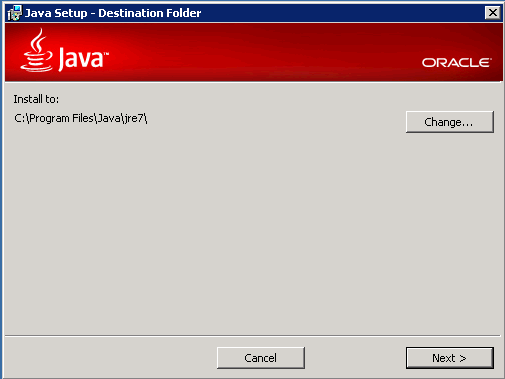 Java Setup - Destination Folder
Java™
ORACLE®
Install to:
C:\Program Files\Java\jre7\
Change...
Cancel
Next >